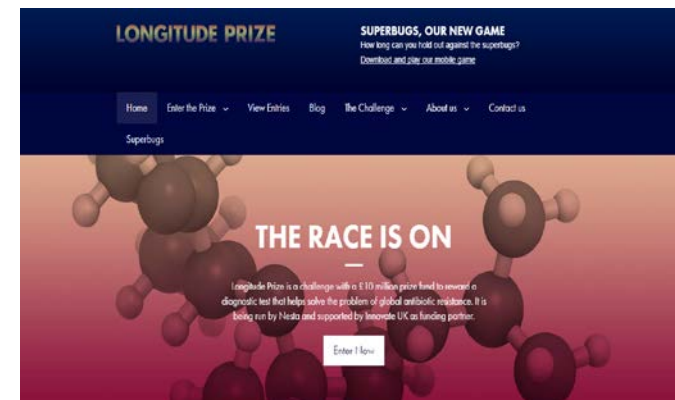 LONGITUDE PRIZE
SUPERBUGS, OUR NEW GAME
How long can you hold out against the superbugs?
Download and play our mobile game
Home Enter the Prize View Entries Blog The Challenge About us Contact us
Superbugs
THE RACE IS ON
Longitude Prize is a challenge with a £10 million prize fund to reward a
diagnostic test that helps solve the problem of global antibiotic resistance. It is
being run by Nesta and supported by Innovate UK as funding partner.
Enter Now